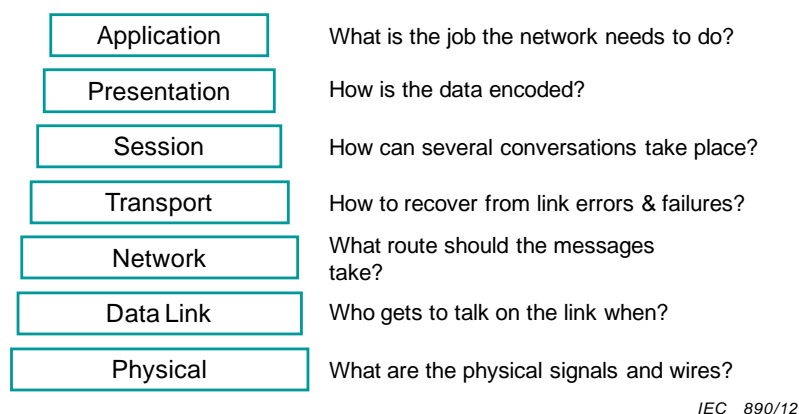 Application What is the job the network needs to do?
Presentation How is the data encoded?
Session How can several conversations take place?
Transport How to recover from link errors & failures?
Network What route should the messages
take?
Data Link Who gets to talk on the link when?
Physical What are the physical signals and wires?
IEC 890/12